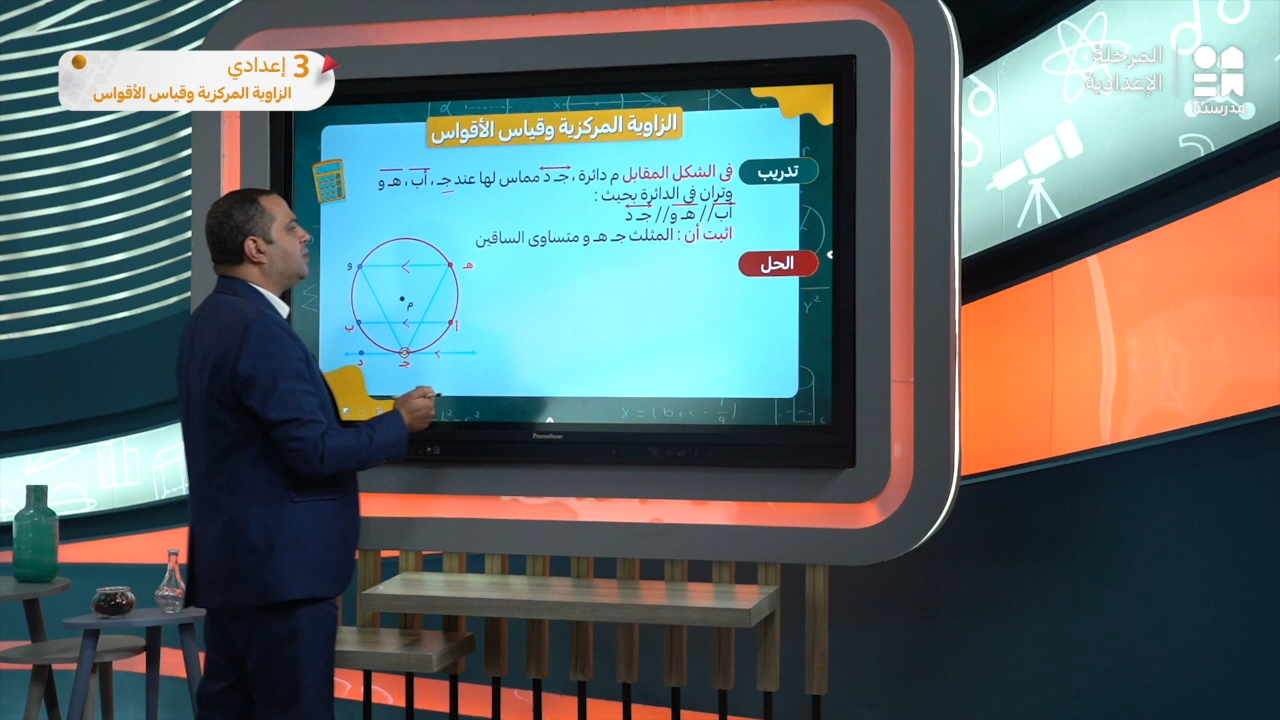 3 إعدادي
الزاوية المركزية وقياس الأقواس
المرحلة
الإعدادية
مدرستنا
الزاوية المركزية وقياس الأقواس
تدريب
فى الشكل المقابل م دائرة ، جـ د مماس لها عند جـ ، أب ، هـ و
وتران فى الدائرة بحيث :
أب // هـ و // جـ د
اثبت أن : المثلث جـ هـ و متساوى الساقين
الحل
و
هـ
م
ب
أ
د
جـ
Promethean